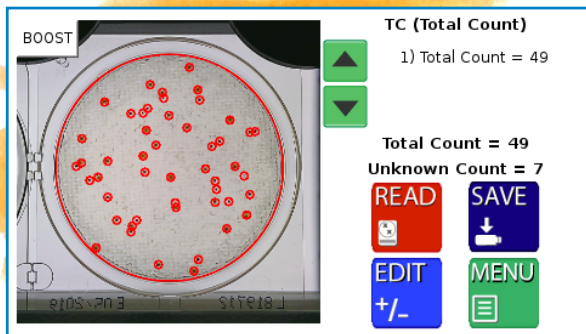 BOOST
TC (Total Count)
1) Total Count = 49
Total Count = 49
Unknown Count = 7
READ
SAVE
EDIT
+/-
MENU